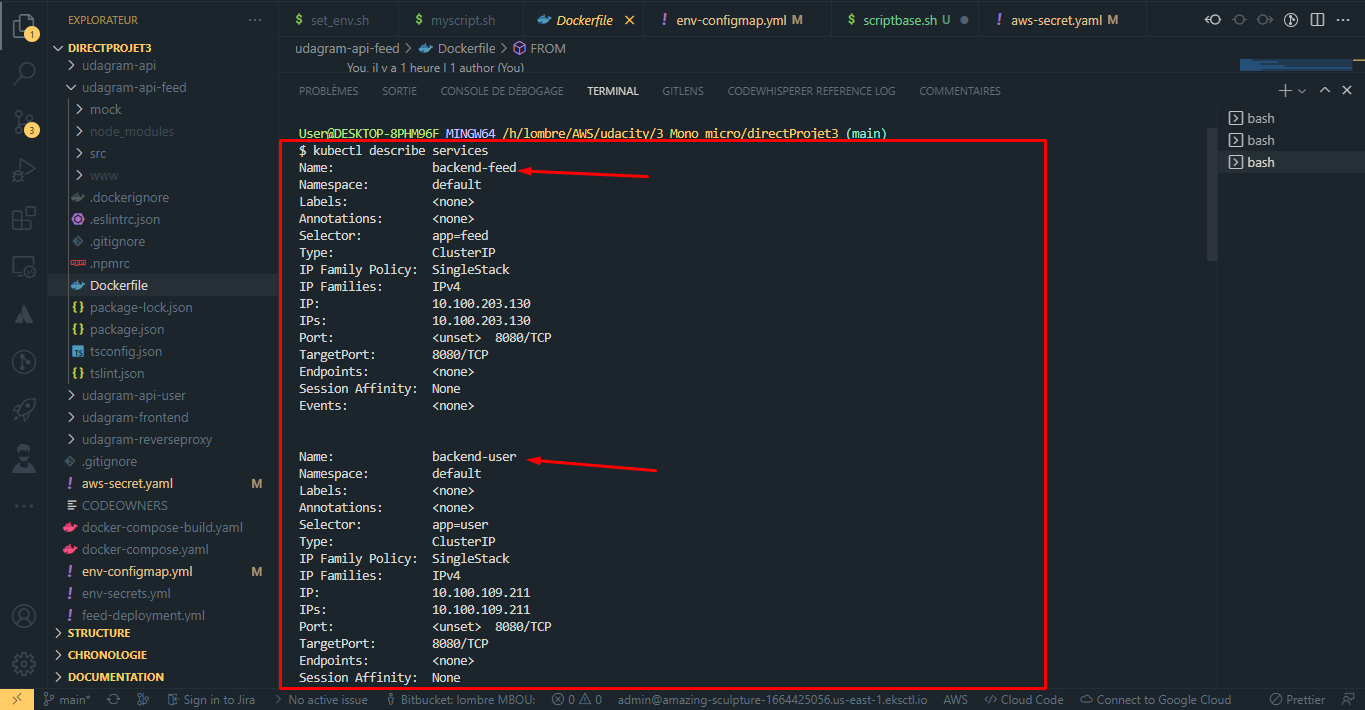 EXPLORATEUR
DIRECTPROJET3
udagram-api
udagram-api-feed
mock
node_modules
src
www
.dockerignore
.eslintrc.json
.gitignore
.npmrc
Dockerfile
package-lock.json
package.json
tsconfig.json
tslint.json
udagram-api-user
udagram-frontend
udagram-reverseproxy
.gitignore
aws-secret.yaml M
CODEOWNERS
docker-compose-build.yaml
docker-compose.yaml
env-configmap.yml M
env-secrets.yml
feed-deployment.yml
STRUCTURE
CHRONOLOGIE
DOCUMENTATION
1
3
set_env.sh myscript.sh Dockerfile env-configmap.yml M scriptbase.sh U aws-secret.yaml M
udagram-api-feed > Dockerfile > FROM
You, il y a 1 heure | 1 author (You)
PROBLÈMES SORTIE CONSOLE DE DÉBOGAGE TERMINAL GITLENS CODEWHISPERER REFERENCE LOG COMMENTAIRES
User@DESKTOP-8PHM96F MINGW64 /h/lombre/AWS/udacity/3 Mono micro/directProjet3 (main)
$ kubectl describe services
Name: backend-feed
Namespace: default
Labels: <none>
Annotations: <none>
Selector: app=feed
Type: ClusterIP
IP Family Policy: SingleStack
IP Families: IPv4
IP: 10.100.203.130
IPs: 10.100.203.130
Port: <unset> 8080/TCP
TargetPort: 8080/TCP
Endpoints: <none>
Session Affinity: None
Events: <none>
Name: backend-user
Namespace: default
Labels: <none>
Annotations: <none>
Selector: app=user
Type: ClusterIP
IP Family Policy: SingleStack
IP Families: IPv4
IP: 10.100.109.211
IPs: 10.100.109.211
Port: <unset> 8080/TCP
TargetPort: 8080/TCP
Endpoints: <none>
Session Affinity: None
bash
bash
bash
main* Sign in to Jira No active issue Bitbucket: lombre MBOU: 0 0 admin@amazing-sculpture-1664425056.us-east-1.eksctl.io AWS Cloud Code Connect to Google Cloud Prettier